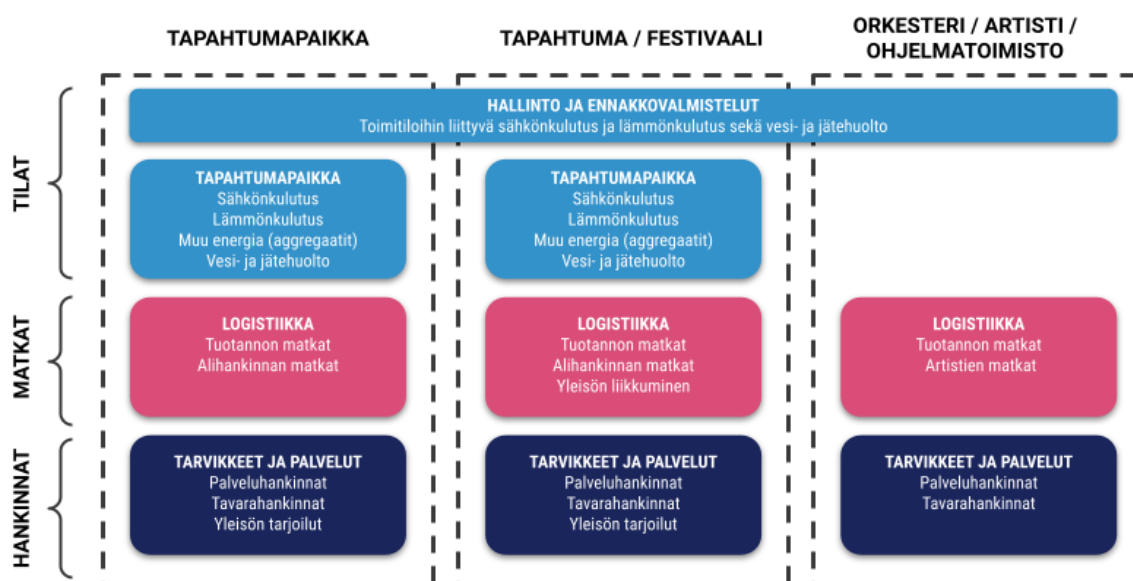 TAPAHTUMAPAIKKA
TAPAHTUMA / FESTIVAALI
ORKESTERI / ARTISTI /
OHJELMATOIMISTO
TILAT
HALLINTO JA ENNAKKOVALMISTELUT
Toimitiloihin liittyvä sähkönkulutus ja lämmönkulutus sekä vesi- ja jätehuolto
TAPAHTUMAPAIKKA
Sähkönkulutus
Lämmönkulutus
Muu energia (aggregaatit)
Vesi- ja jätehuolto
TAPAHTUMAPAIKKA
Sähkönkulutus
Lämmönkulutus
Muu energia (aggregaatit)
Vesi- ja jätehuolto
MATKAT
LOGISTIIKKA
Tuotannon matkat
Alihankinnan matkat
LOGISTIIKKA
Tuotannon matkat
Alihankinnan matkat
Yleisön liikkuminen
LOGISTIIKKA
Tuotannon matkat
Artistien matkat
HANKINNAT
TARVIKKEET JA PALVELUT
Palveluhankinnat
Tavarahankinnat
Yleisön tarjoilut
TARVIKKEET JA PALVELUT
Palveluhankinnat
Tavarahankinnat
Yleisön tarjoilut
TARVIKKEET JA PALVELUT
Palveluhankinnat
Tavarahankinnat